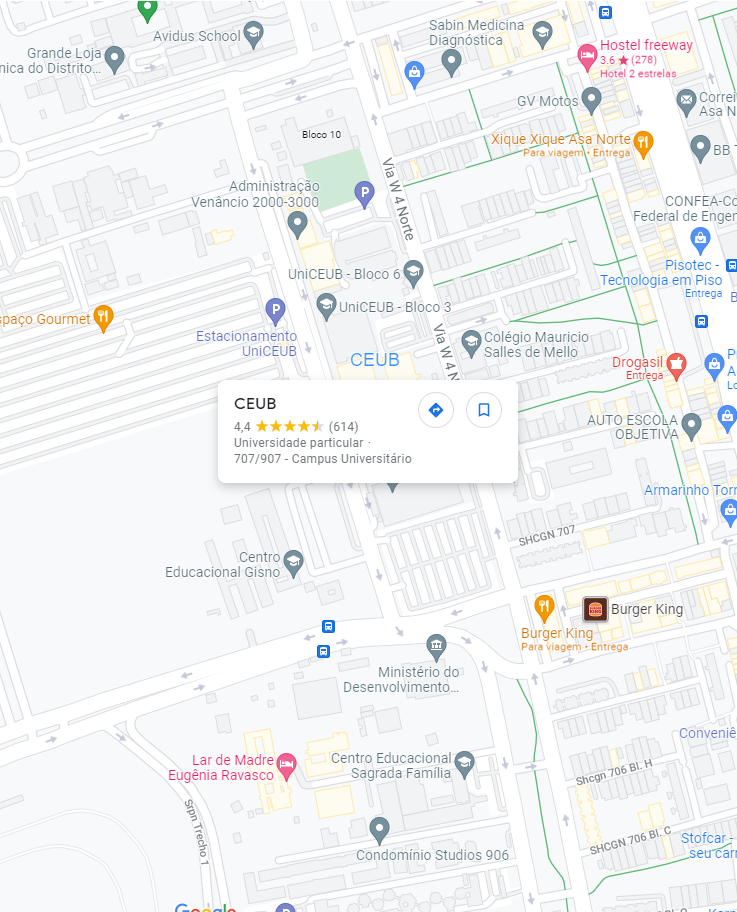 Avidus School
Sabin Medicina
Diagnóstica
Grande Loja
nica do Distrito...
Hostel freeway
3.6 ★ (278)
Hotel 2 estrelas
GV Motos
Correi
Asa N
Bloco 10
Xique Xique Asa Norte
Para viagem • Entrega
BB T
Via W 4 Norte
Administração
Venâncio 2000-3000
P
CONFEA-Co
Federal de Engen
UniCEUB - Bloco 6
Pisotec -
Tecnologia em Piso
Entrega
B
UniCEUB - Bloco 3
spaço Gourmet
P
Estacionamento
UniCEUB
Via W 4 N
Colégio Mauricio
Salles de Mello
CEUB
Drogasil
Entrega
P
A
Lo
CEUB
4,4 ★★★★★ (614)
Universidade particular ·
707/907 - Campus Universitário
AUTO ESCOLA
OBJETIVA
Armarinho Torr
SHCGN 707
Centro
Educacional Gisno
Burger King
Burger King
Para viagem • Entrega
Ministério do
Desenvolvimento...
Conveniê
Lar de Madre
Eugênia Ravasco
Centro Educacional
Sagrada Família
Shcgn 706 Bl. H
Srpn Trecho 1
SHCGN 706 Bl. C
Stofcar -
seu carr
Condomínio Studios 906
Google
P